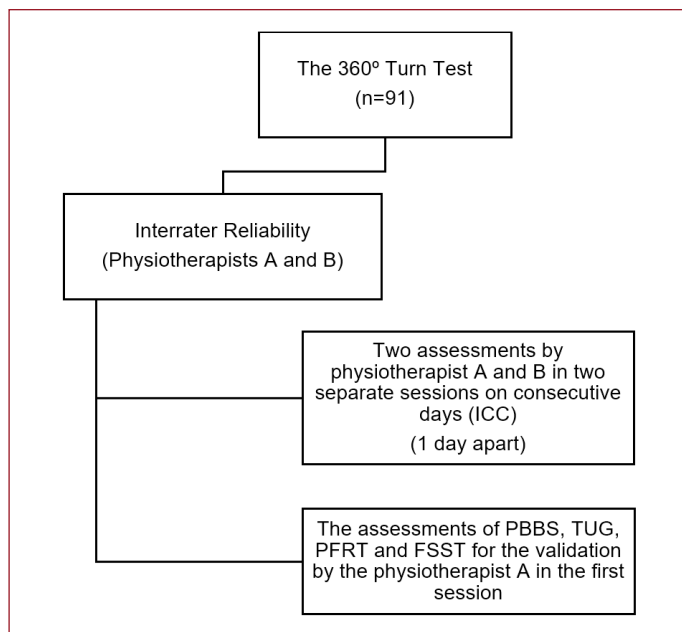 The 360º Turn Test
(n=91)
Interrater Reliability
(Physiotherapists A and B)
Two assessments by
physiotherapist A and B in two
separate sessions on consecutive
days (ICC)
(1 day apart)
The assessments of PBBS, TUG,
PFRT and FSST for the validation
by the physiotherapist A in the first
session